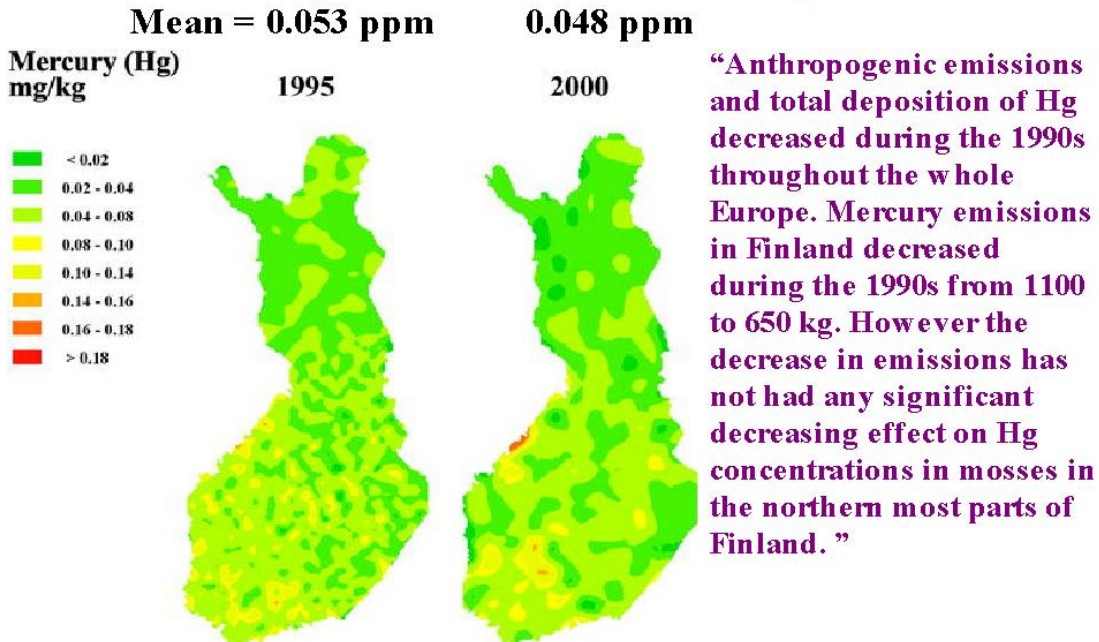 Mean = 0.053 ppm 0.048 ppm
Mercury (Hg)
mg/kg
1995 2000
< 0.02
0.02 - 0.04
0.04 - 0.08
0.08 - 0.10
0.10 - 0.14
0.14 - 0.16
0.16 - 0.18
> 0.18
“Anthropogenic emissions
and total deposition of Hg
decreased during the 1990s
throughout the whole
Europe. Mercury emissions
in Finland decreased
during the 1990s from 1100
to 650 kg. However the
decrease in emissions has
not had any significant
decreasing effect on Hg
concentrations in mosses in
the northern most parts of
Finland. ”